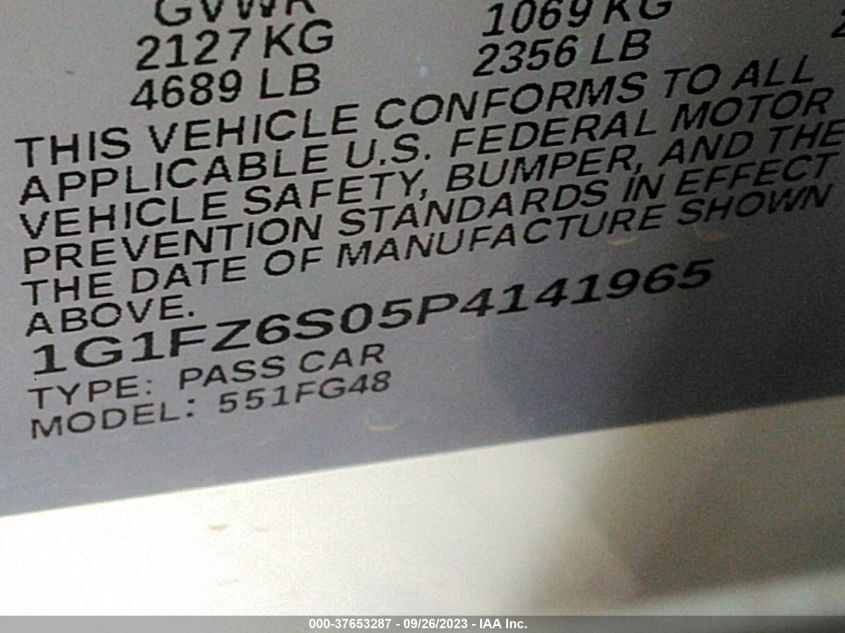 GVWR
1069 KG
2127 KG
2356 LB
4689 LB
THIS VEHICLE CONFORMS TO ALL
APPLICABLE U.S. FEDERAL MOTOR
VEHICLE SAFETY, BUMPER, AND THE
PREVENTION STANDARDS IN EFFECT
THE DATE OF MANUFACTURE SHOWN
ABOVE.
1G1FZ6S05P4141965
TYPE: PASS CAR
MODEL: 551FG48
000-37653287 - 09/26/2023 - IAA Inc.